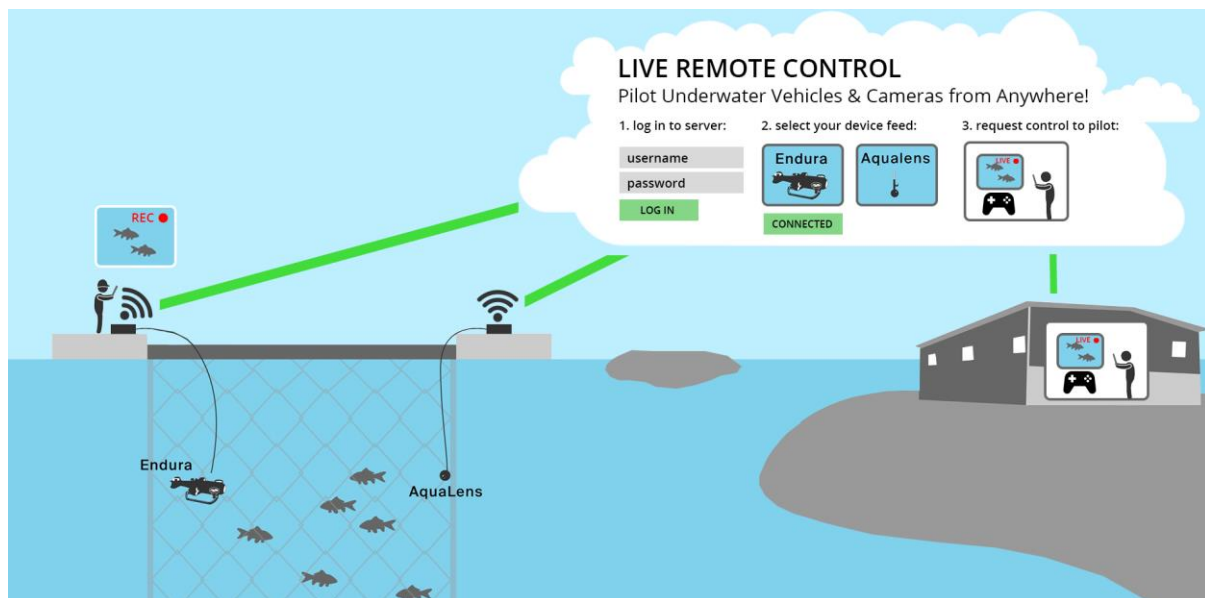 LIVE REMOTE CONTROL
Pilot Underwater Vehicles & Cameras from Anywhere!
1. log in to server:
2. select your device feed:
3. request control to pilot:
username
password
LOG IN
Endura
Aqualens
CONNECTED
LIVE
REC
LIVE
Endura
AquaLens